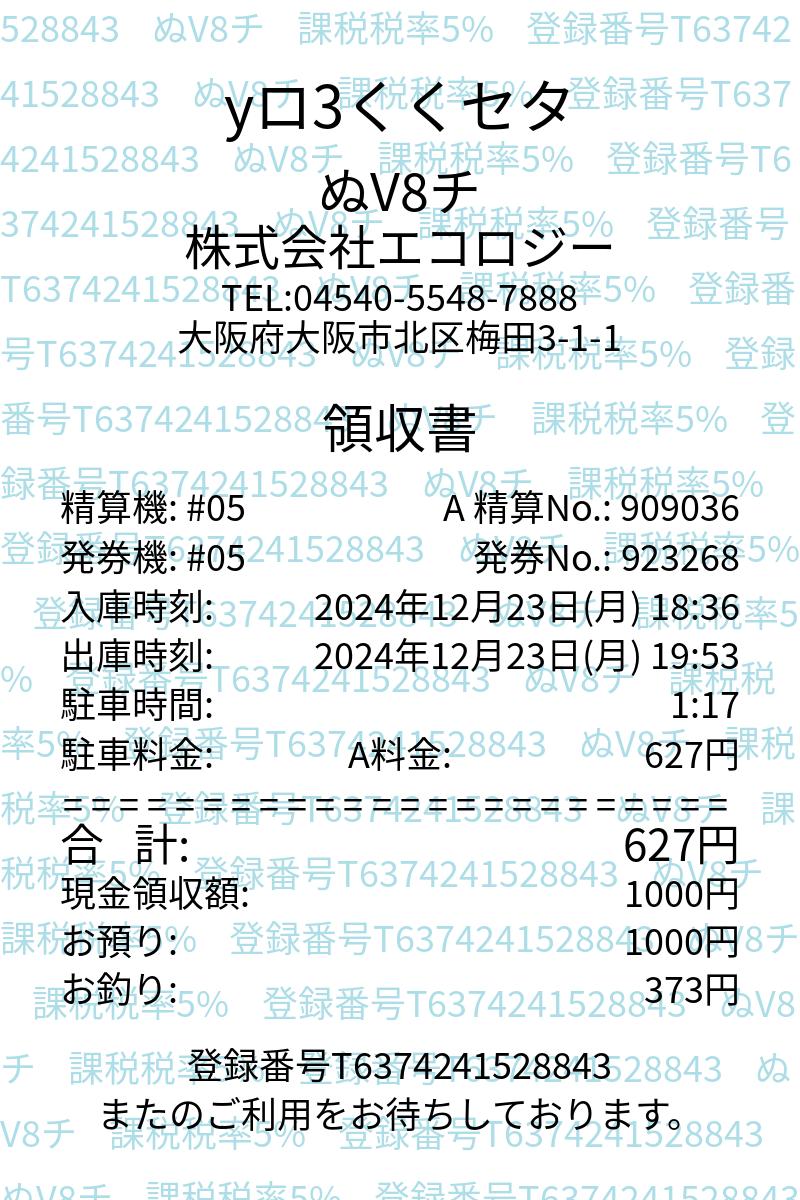 yロ3くくセタ
ぬV8チ
株式会社エコロジー
TEL:04540-5548-7888
大阪府大阪市北区梅田3-1-1
領収書
精算機: #05 A 精算No.: 909036
発券機: #05 発券No.: 923268
入庫時刻: 2024年12月23日(月) 18:36
出庫時刻: 2024年12月23日(月) 19:53
駐車時間: 1:17
駐車料金: A料金: 627円
========================
合 計: 627円
現金領収額: 1000円
お預り: 1000円
お釣り: 373円
登録番号T6374241528843
またのご利用をお待ちしております。
528843 ぬV8チ 課税税率5% 登録番号T63742
41528843 ぬV8チ 課税税率5% 登録番号T637
4241528843 ぬV8チ 課税税率5% 登録番号T6
374241528843 ぬV8チ 課税税率5% 登録番号
T6374241528843 ぬV8チ 課税税率5% 登録番
号T6374241528843 ぬV8チ 課税税率5% 登録
番号T6374241528843 ぬV8チ 課税税率5% 登
録番号T6374241528843 ぬV8チ 課税税率5%
登録番号T6374241528843 ぬV8チ 課税税率5%
登録番号T6374241528843 ぬV8チ 課税税率5
% 登録番号T6374241528843 ぬV8チ 課税税
率5% 登録番号T6374241528843 ぬV8チ 課税
税率5% 登録番号T6374241528843 ぬV8チ 課
税税率5% 登録番号T6374241528843 ぬV8チ
課税税率5% 登録番号T6374241528843 ぬV8チ
課税税率5% 登録番号T6374241528843 ぬV8
チ 課税税率5% 登録番号T6374241528843 ぬ
V8チ 課税税率5% 登録番号T6374241528843
ぬV8チ 課税税率5% 登録番号T6374241528843